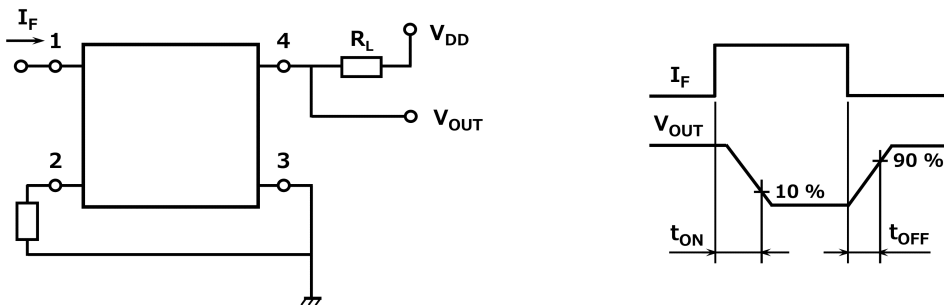 I_F
1
4
R_L
V_DD
V_OUT
2
3
I_F
V_OUT
90 %
10 %
t_ON
t_OFF